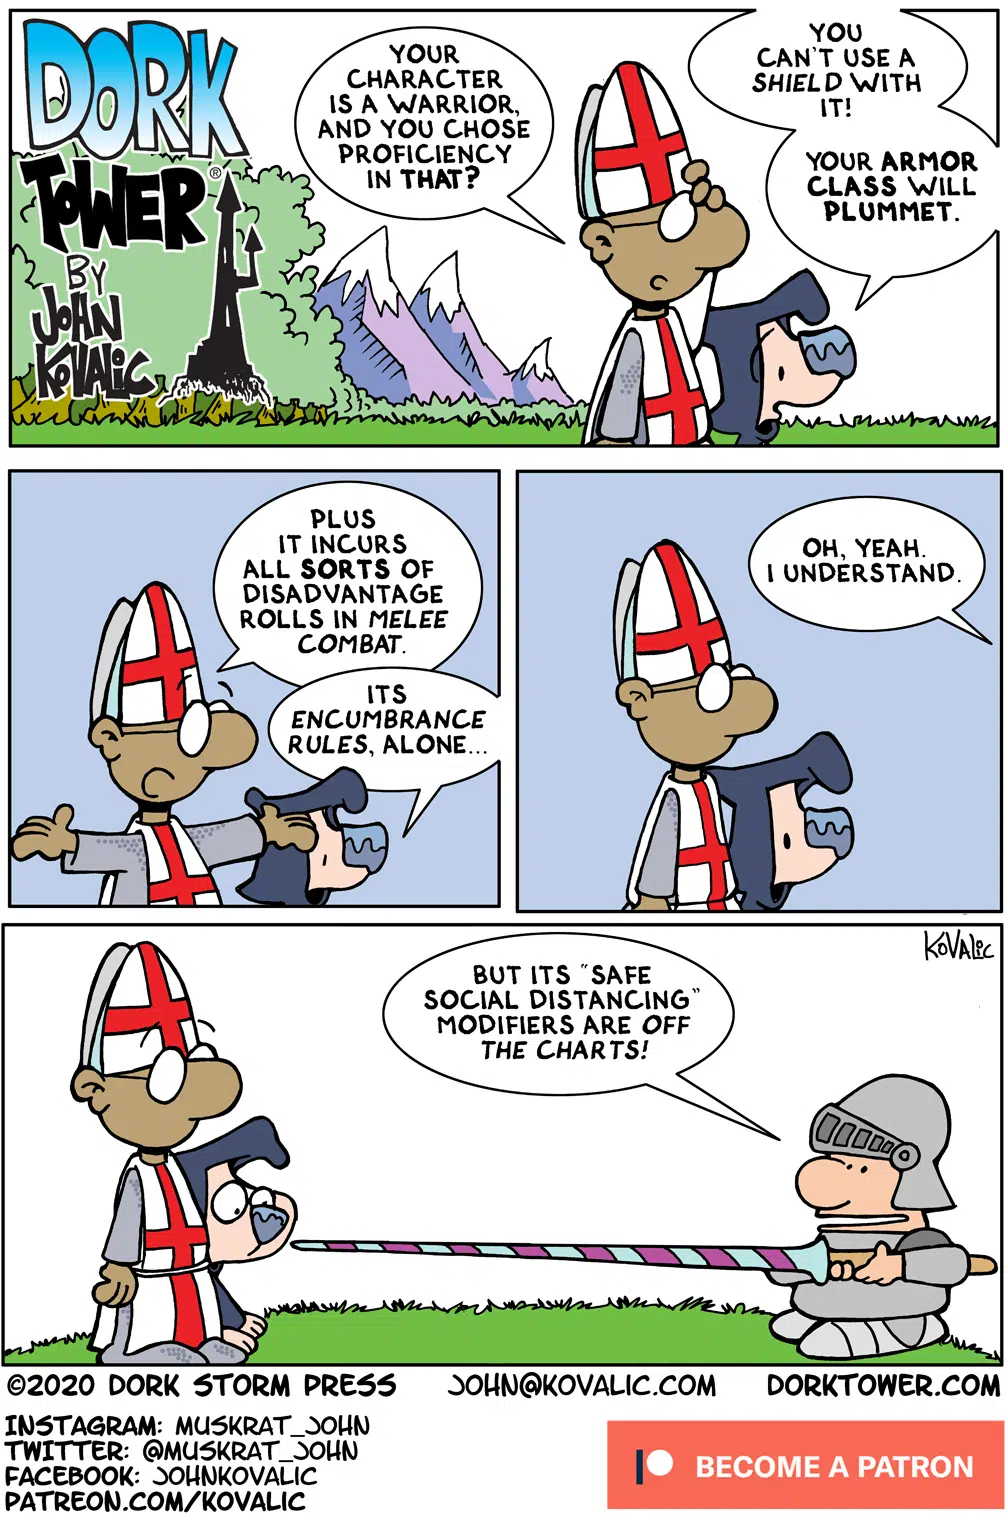 DORK
TOWER®
BY
JOHN
KOVALIC
YOUR
CHARACTER
IS A WARRIOR,
AND YOU CHOSE
PROFICIENCY
IN THAT?
YOU
CAN'T USE A
SHIELD WITH
IT!
YOUR ARMOR
CLASS WILL
PLUMMET.
PLUS
IT INCURS
ALL SORTS OF
DISADVANTAGE
ROLLS IN MELEE
COMBAT.
ITS
ENCUMBRANCE
RULES, ALONE...
OH, YEAH.
I UNDERSTAND.
KOVALIC
BUT ITS "SAFE
SOCIAL DISTANCING"
MODIFIERS ARE OFF
THE CHARTS!
©2020 DORK STORM PRESS JOHN@KOVALIC.COM DORKTOWER.COM
INSTAGRAM: MUSKRAT_JOHN
TWITTER: @MUSKRAT_JOHN
FACEBOOK: JOHNKOVALIC
PATREON.COM/KOVALIC
BECOME A PATRON